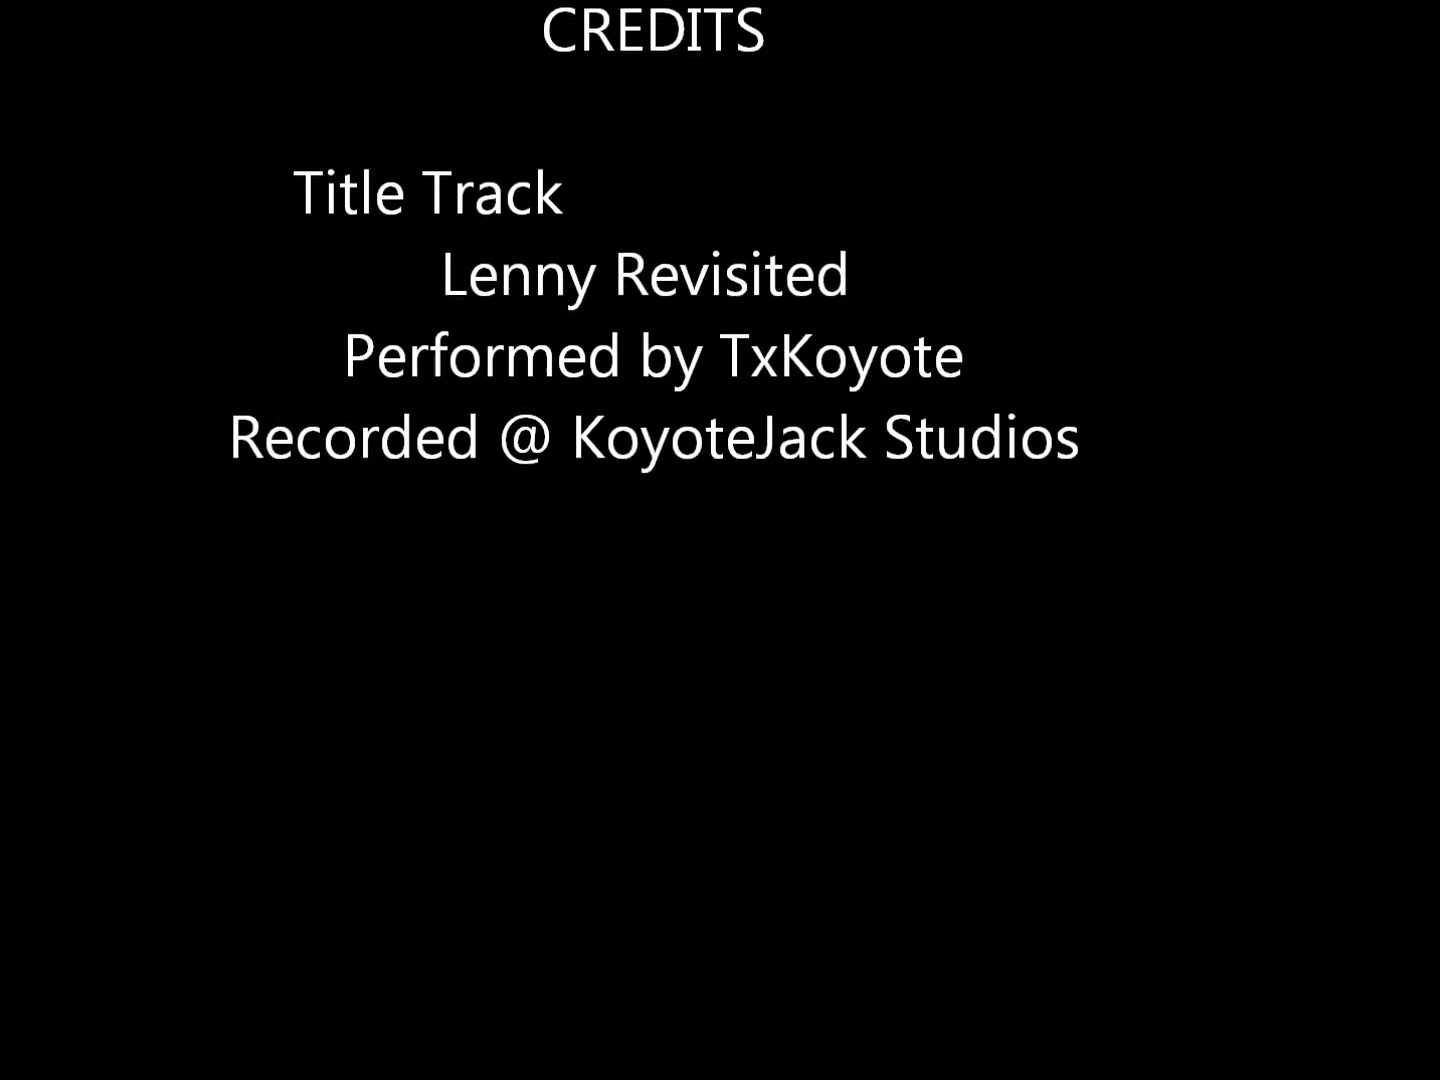 CREDITS
Title Track
Lenny Revisited
Performed by TxKoyote
Recorded @ KoyoteJack Studios